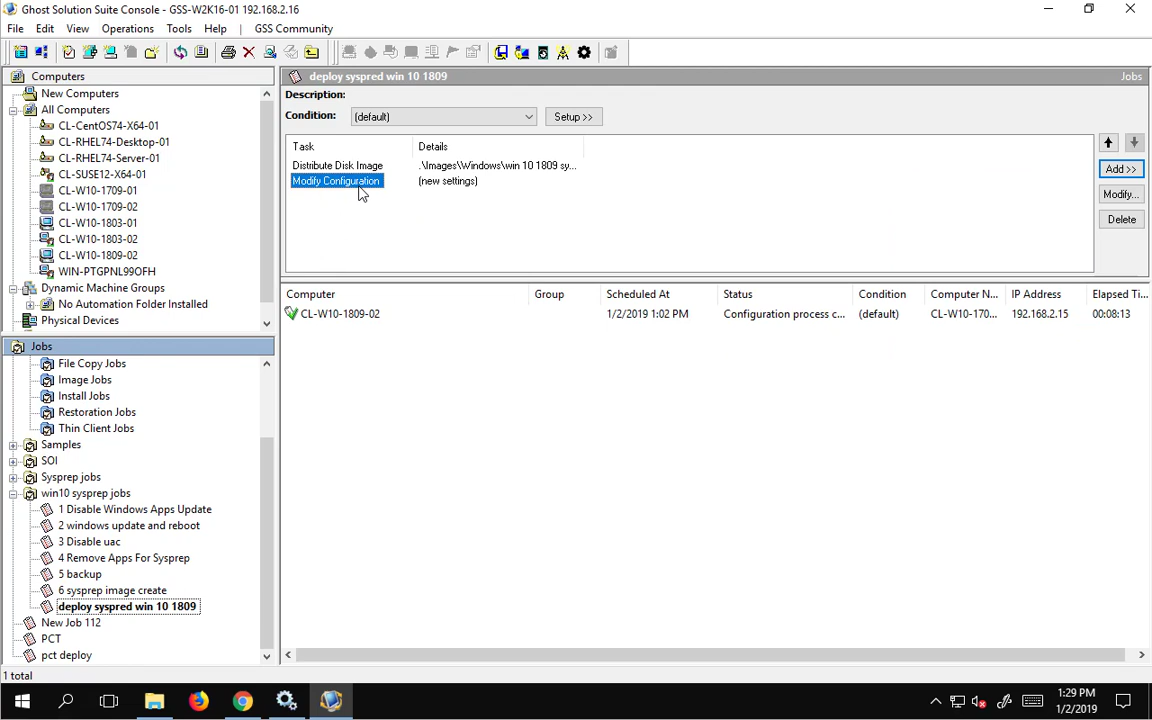 Ghost Solution Suite Console - GSS-W2K16-01 192.168.2.16
File Edit View Operations Tools Help GSS Community
Computers
New Computers
All Computers
CL-CentOS74-X64-01
CL-RHEL74-Desktop-01
CL-RHEL74-Server-01
CL-SUSE12-X64-01
CL-W10-1709-01
CL-W10-1709-02
CL-W10-1803-01
CL-W10-1803-02
CL-W10-1809-02
WIN-PTGPNL99OFH
Dynamic Machine Groups
No Automation Folder Installed
Physical Devices
Jobs
File Copy Jobs
Image Jobs
Install Jobs
Restoration Jobs
Thin Client Jobs
Samples
SOI
Sysprep jobs
win10 sysprep jobs
1 Disable Windows Apps Update
2 windows update and reboot
3 Disable uac
4 Remove Apps For Sysprep
5 backup
6 sysprep image create
deploy syspred win 10 1809
New Job 112
PCT
pct deploy
deploy syspred win 10 1809 Jobs
Description:
Condition: (default) Setup >>
Task Details
Distribute Disk Image .\Images\Windows\win 10 1809 sy...
Modify Configuration (new settings)
Add >>
Modify...
Delete
Computer Group Scheduled At Status Condition Computer N... IP Address Elapsed Ti...
CL-W10-1809-02 1/2/2019 1:02 PM Configuration process c... (default) CL-W10-170... 192.168.2.15 00:08:13
1 total
1:29 PM
1/2/2019